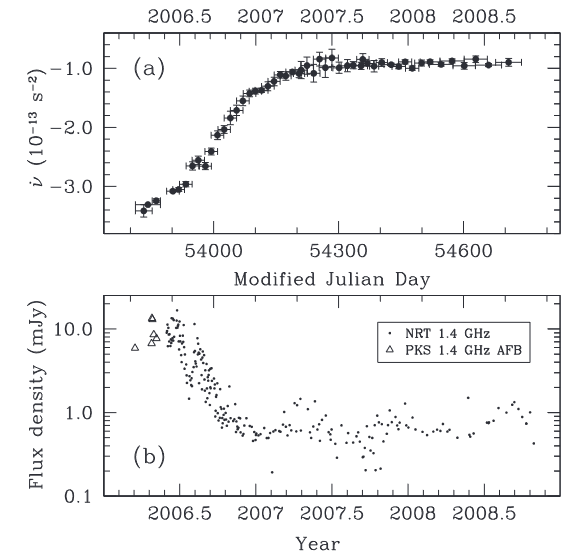 2006.5 2007 2007.5 2008 2008.5
(a)
−1.0
−2.0
−3.0
ν̇ (10⁻¹³ s⁻²)
54000 54300 54600
Modified Julian Day
10.0
1.0
0.1
Flux density (mJy)
NRT 1.4 GHz
PKS 1.4 GHz AFB
(b)
2006.5 2007 2007.5 2008 2008.5
Year